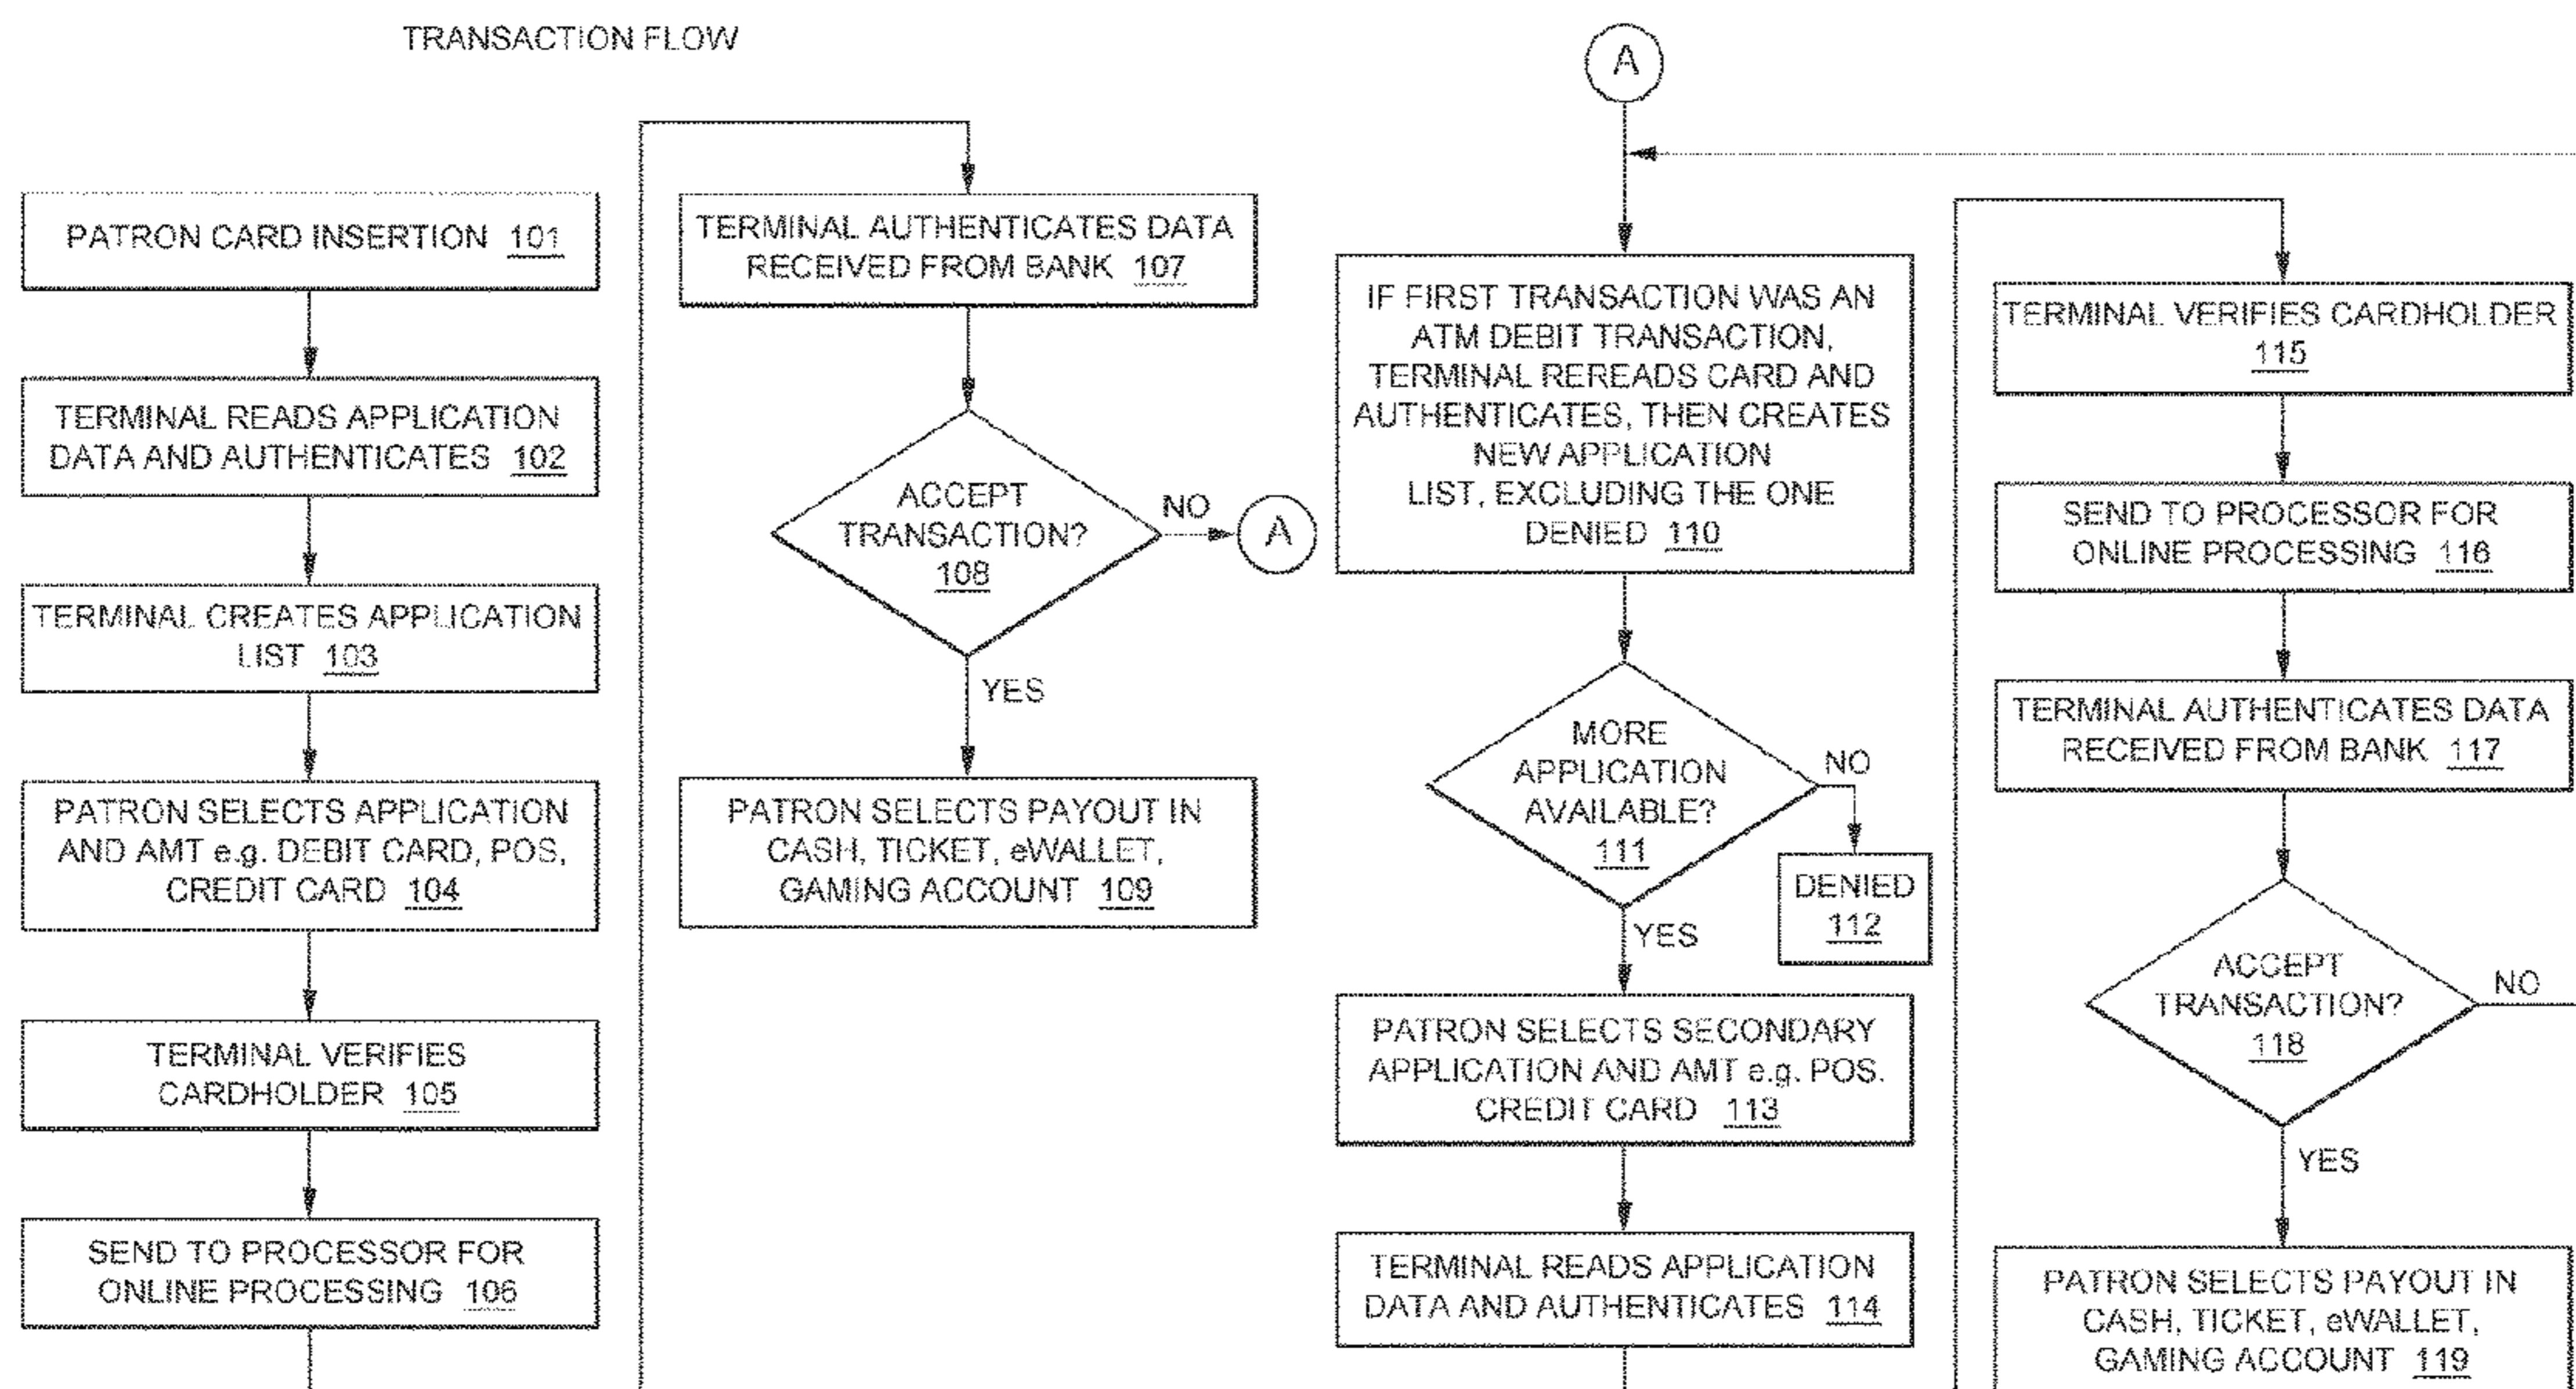 TRANSACTION FLOW
PATRON CARD INSERTION 101
TERMINAL READS APPLICATION
DATA AND AUTHENTICATES 102
TERMINAL CREATES APPLICATION
LIST 103
PATRON SELECTS APPLICATION
AND AMT e.g. DEBIT CARD, POS,
CREDIT CARD 104
TERMINAL VERIFIES
CARDHOLDER 105
SEND TO PROCESSOR FOR
ONLINE PROCESSING 106
TERMINAL AUTHENTICATES DATA
RECEIVED FROM BANK 107
ACCEPT
TRANSACTION?
108
NO
A
YES
PATRON SELECTS PAYOUT IN
CASH, TICKET, eWALLET,
GAMING ACCOUNT 109
A
IF FIRST TRANSACTION WAS AN
ATM DEBIT TRANSACTION,
TERMINAL REREADS CARD AND
AUTHENTICATES, THEN CREATES
NEW APPLICATION
LIST, EXCLUDING THE ONE
DENIED 110
MORE
APPLICATION
AVAILABLE?
111
NO
DENIED
112
YES
PATRON SELECTS SECONDARY
APPLICATION AND AMT e.g. POS.
CREDIT CARD 113
TERMINAL READS APPLICATION
DATA AND AUTHENTICATES 114
TERMINAL VERIFIES CARDHOLDER
115
SEND TO PROCESSOR FOR
ONLINE PROCESSING 116
TERMINAL AUTHENTICATES DATA
RECEIVED FROM BANK 117
ACCEPT
TRANSACTION?
118
NO
YES
PATRON SELECTS PAYOUT IN
CASH, TICKET, eWALLET,
GAMING ACCOUNT 119